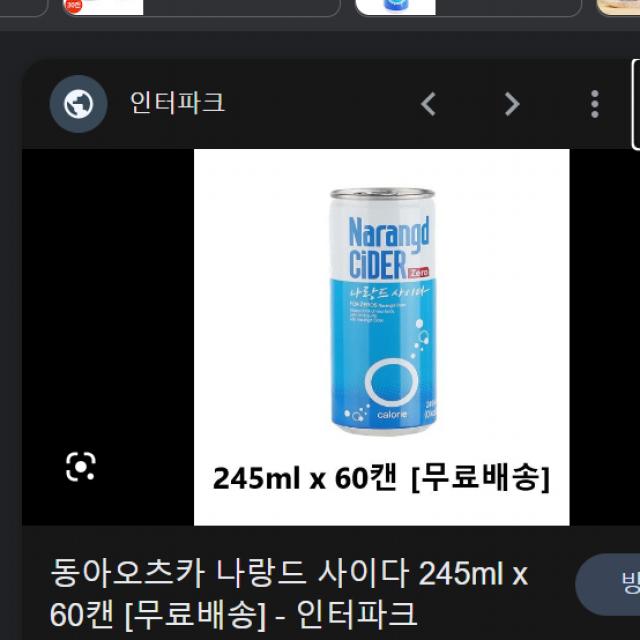 인터파크
Narangd
CiDER Zero
나랑드 사이다
0
calorie
245ml x 60캔 [무료배송]
동아오츠카 나랑드 사이다 245ml x
60캔 [무료배송] - 인터파크